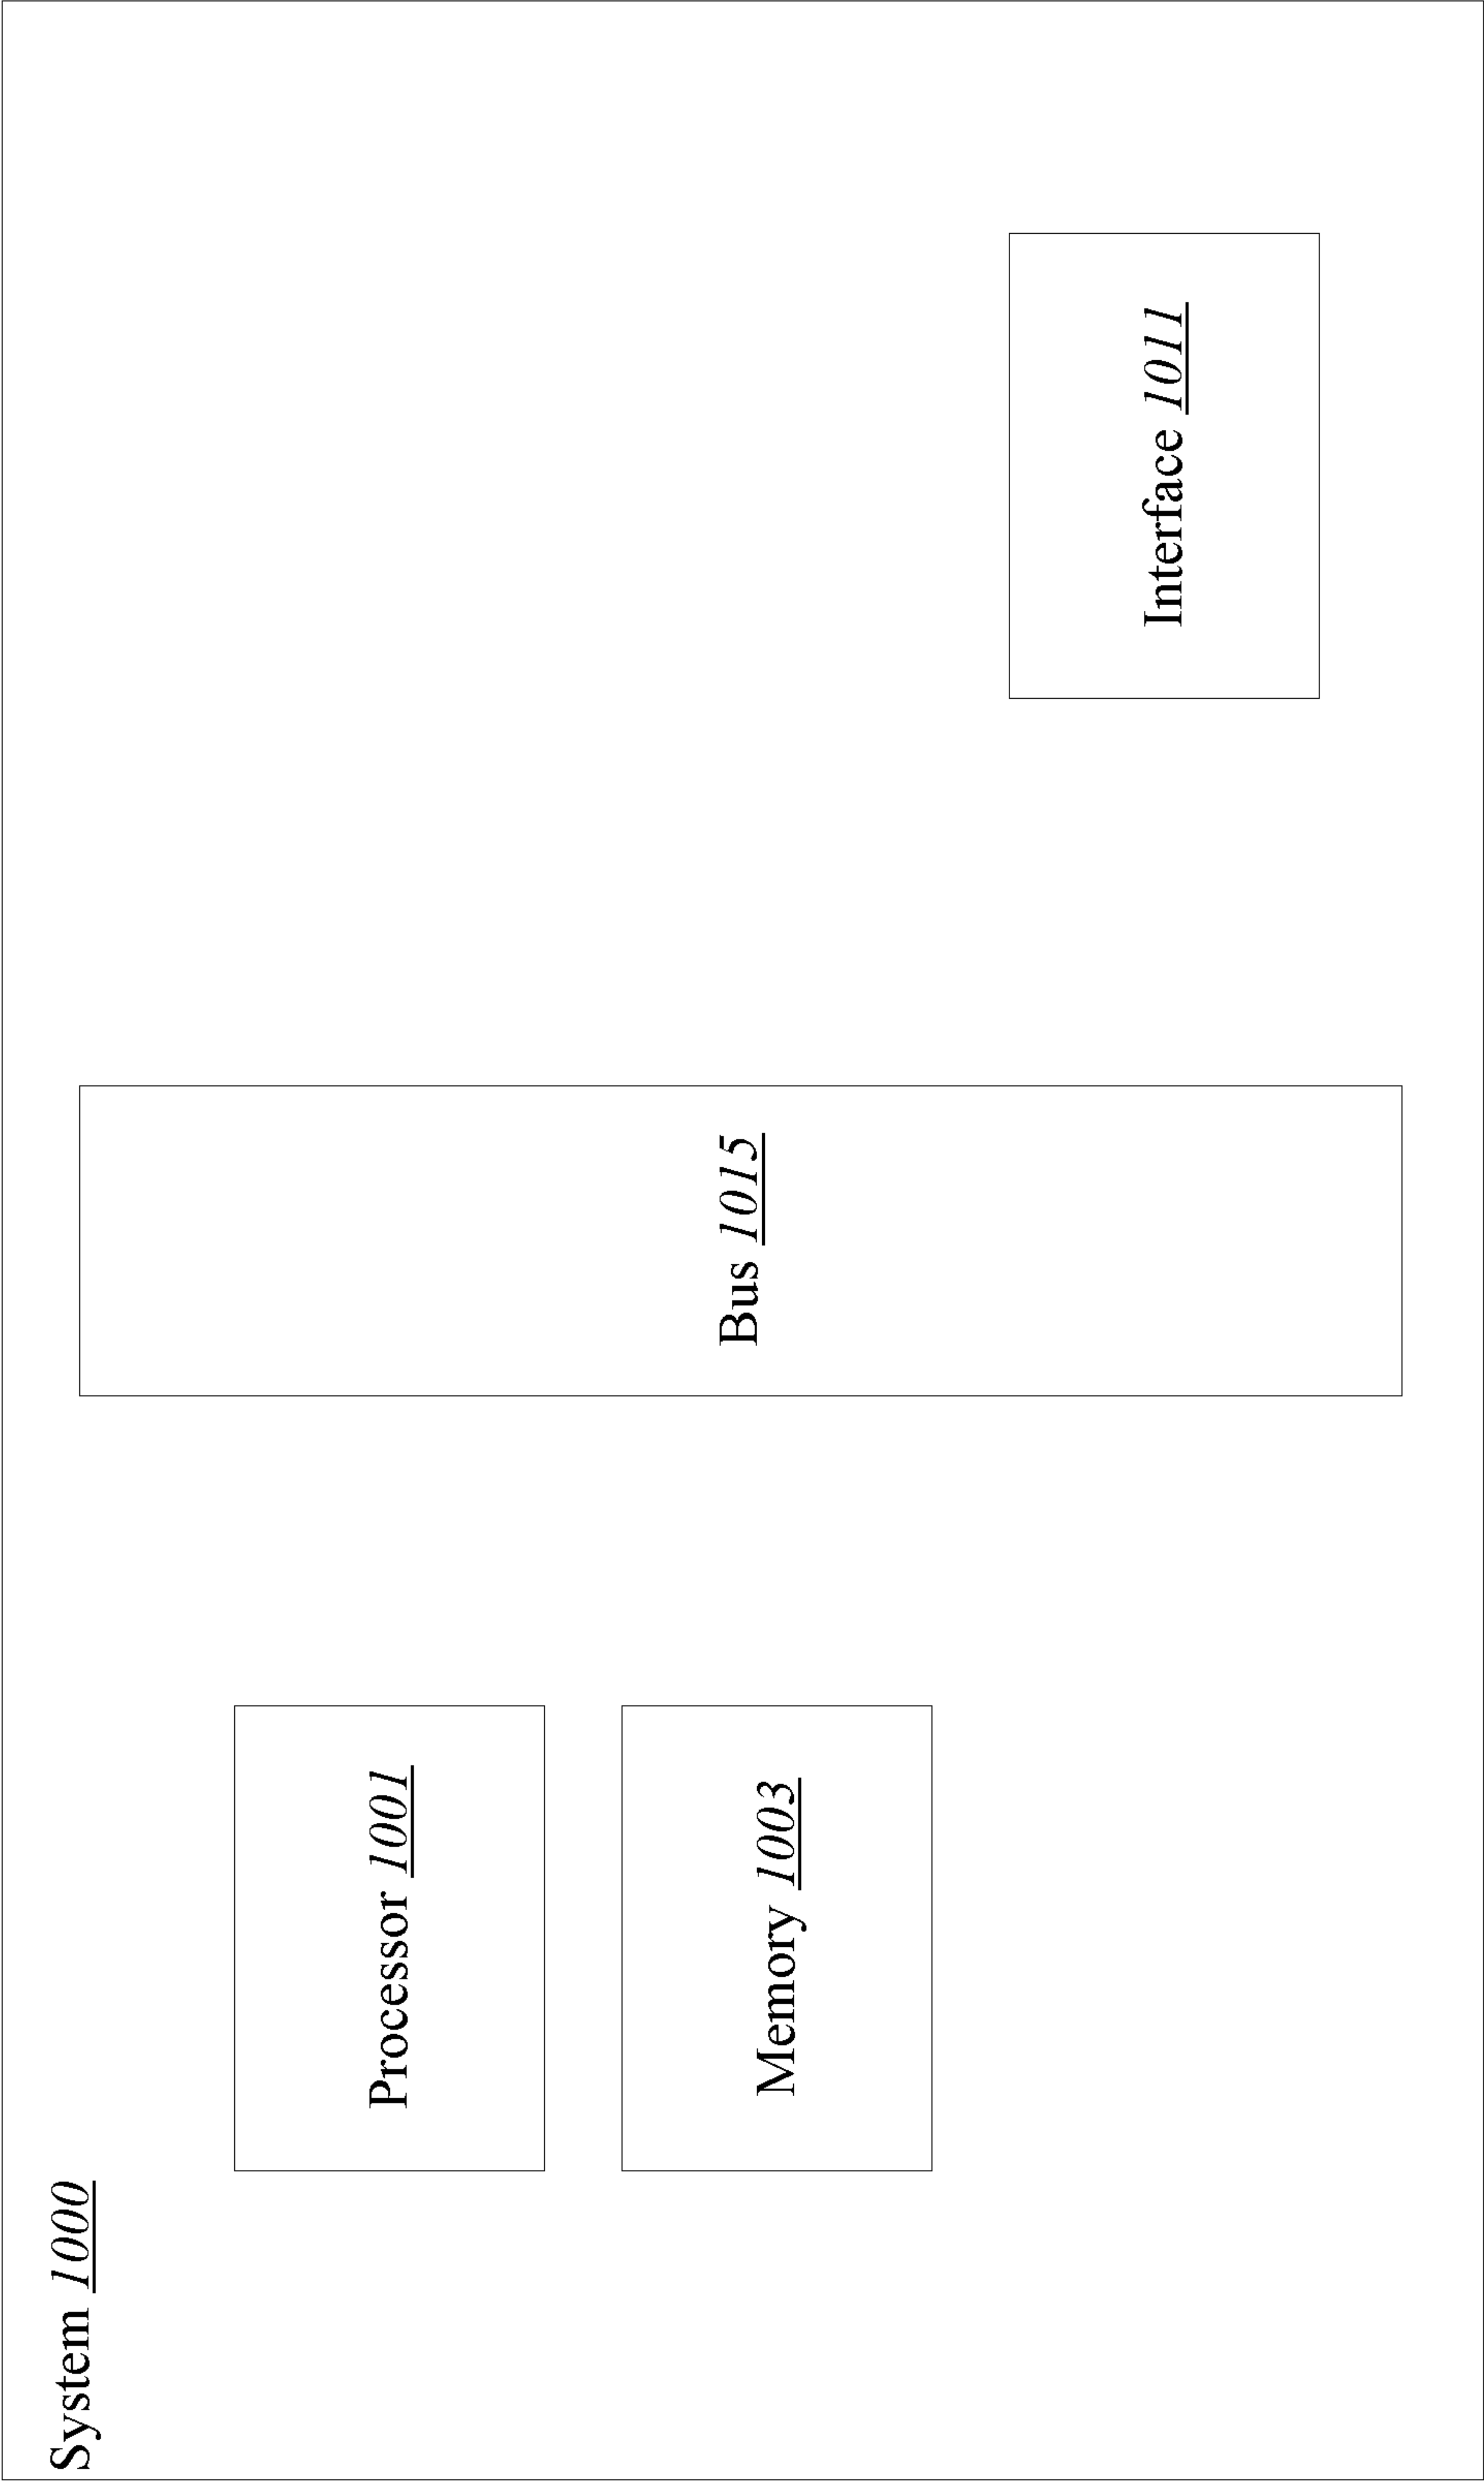 System 1000
Processor 1001
Memory 1003
Bus 1015
Interface 1011